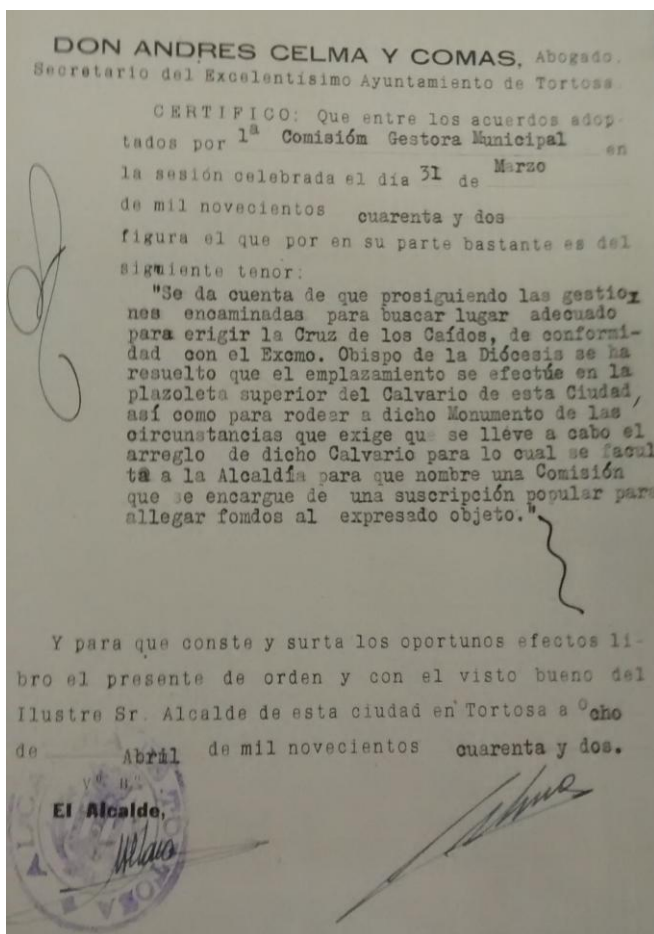 DON ANDRES CELMA Y COMAS, Abogado,
Secretario del Excelentísimo Ayuntamiento de Tortosa
CERTIFICO: Que entre los acuerdos adop-
tados por 1ª Comisióm Gestora Municipal en
la sesión celebrada el día 31 de Marzo
de mil novecientos cuarenta y dos
figura el que por en su parte bastante es del
siguiente tenor:
"Se da cuenta de que prosiguiendo las gestio
nes encaminadas para buscar lugar adecuado
para erigir la Cruz de los Caídos, de conformi-
dad con el Excmo. Obispo de la Diócesis se ha
resuelto que el emplazamiento se efectúe en la
plazoleta superior del Calvario de esta Ciudad,
así como para rodear a dicho Monumento de las
circunstancias que exige que se lleve a cabo el
arreglo de dicho Calvario para lo cual se facul
ta a la Alcaldía para que nombre una Comisión
que se encargue de una suscripción popular para
allegar fomdos al expresado objeto."
Y para que conste y surta los oportunos efectos li-
bro el presente de orden y con el visto bueno del
Ilustre Sr. Alcalde de esta ciudad en Tortosa a ocho
de Abril de mil novecientos cuarenta y dos.
Vº Bº
El Alcalde,